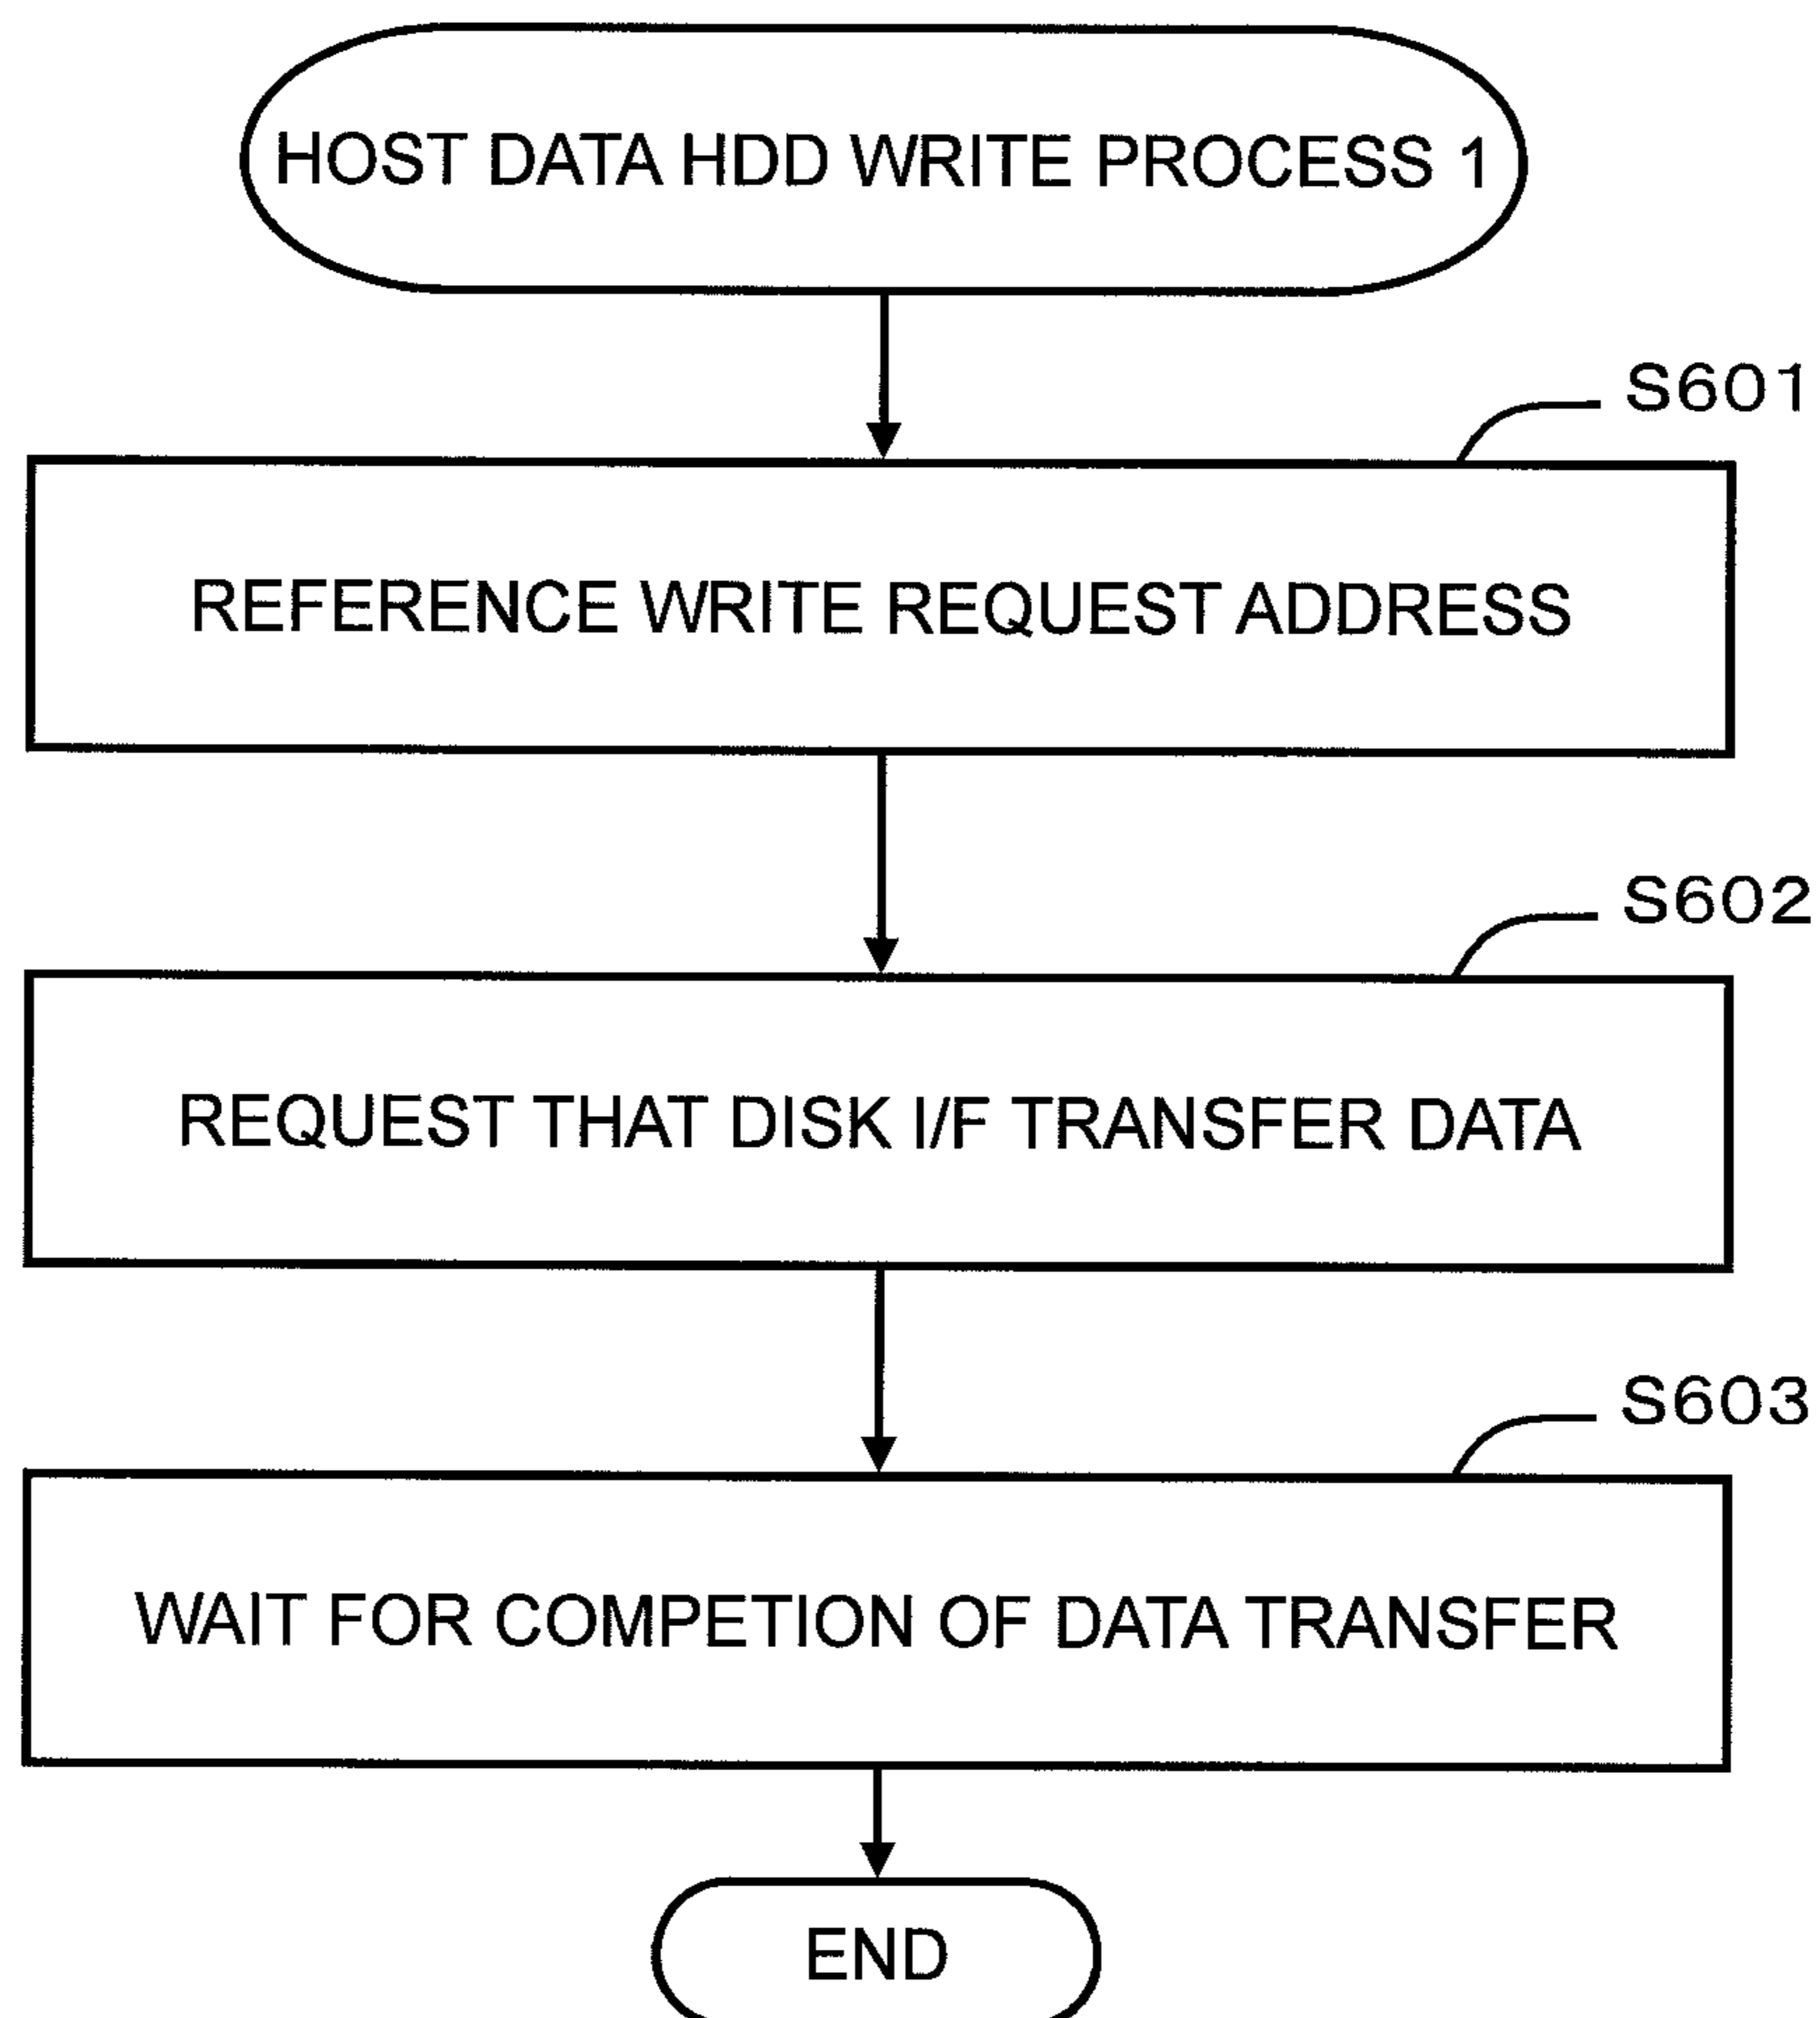 HOST DATA HDD WRITE PROCESS 1
S601
REFERENCE WRITE REQUEST ADDRESS
S602
REQUEST THAT DISK I/F TRANSFER DATA
S603
WAIT FOR COMPETION OF DATA TRANSFER
END